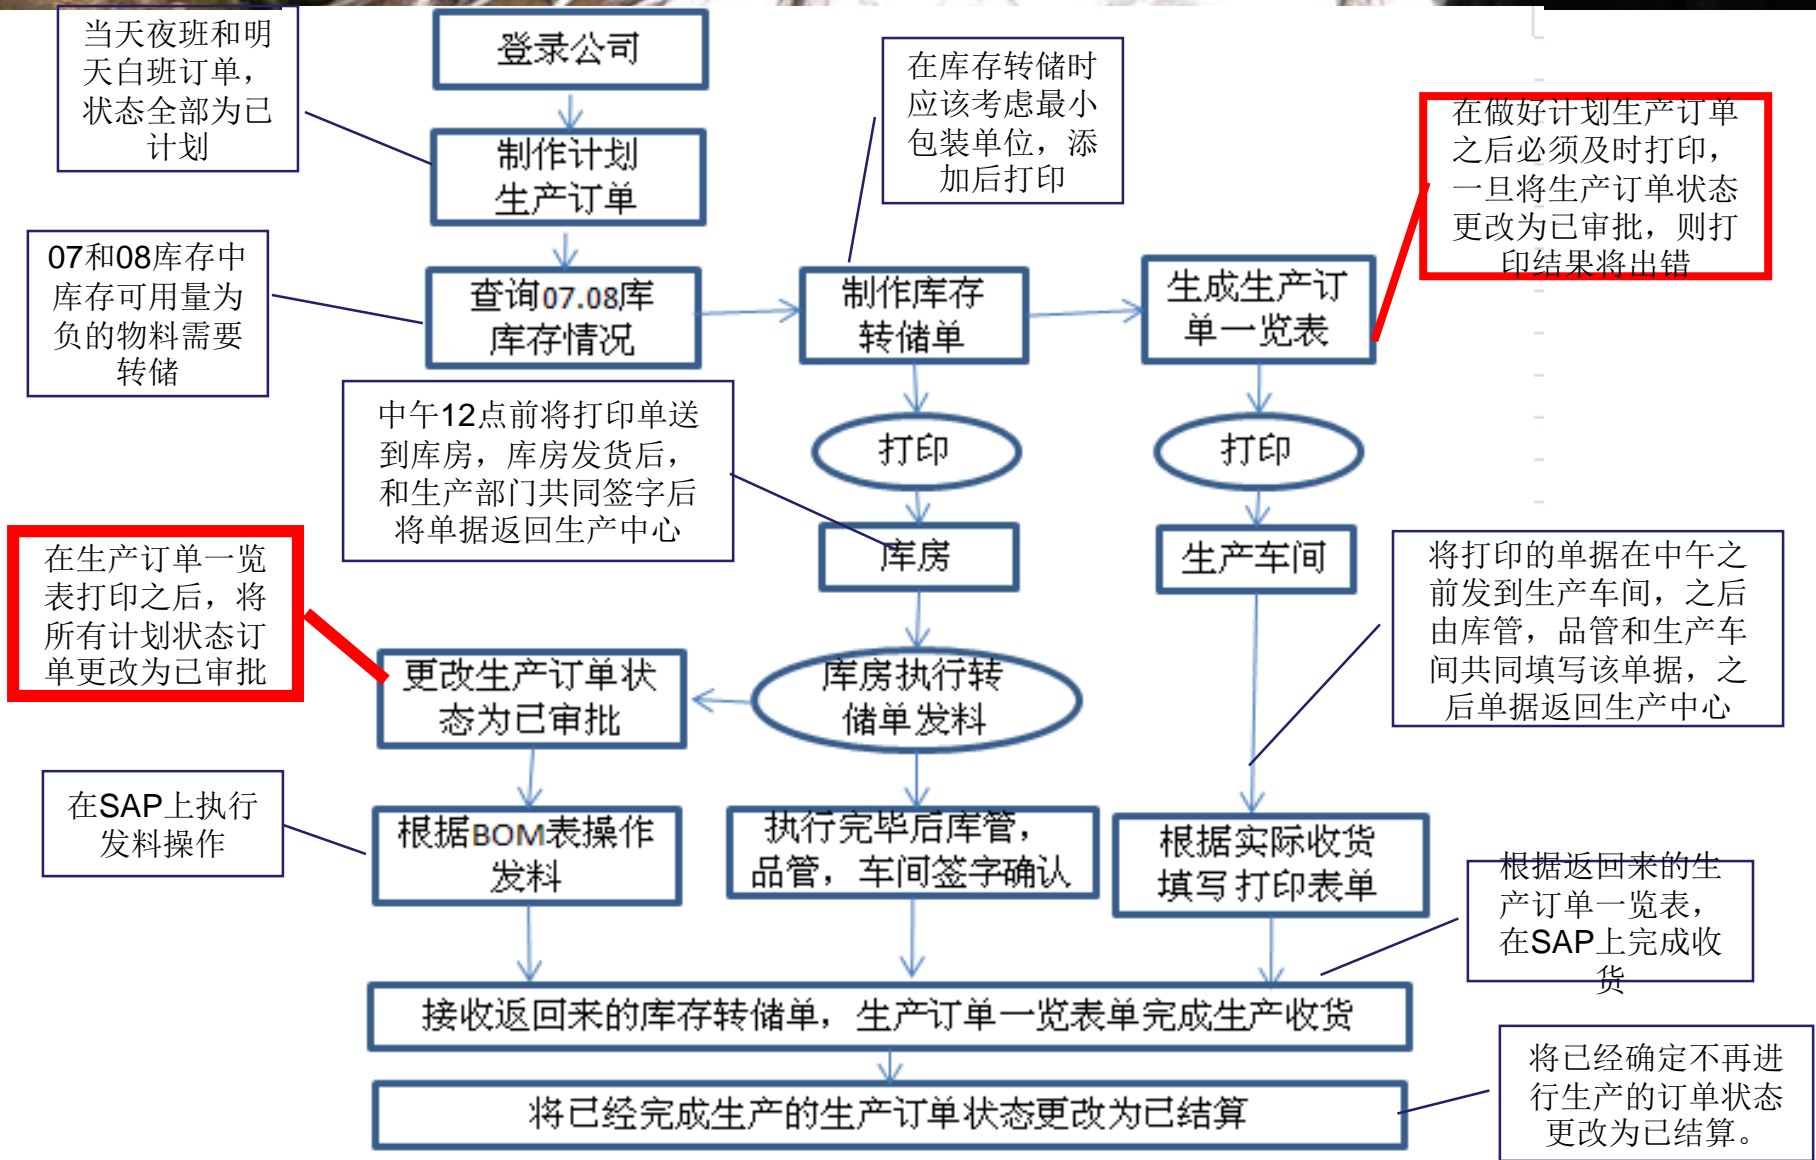 当天夜班和明
天白班订单，
状态全部为已
计划
登录公司
在库存转储时
应该考虑最小
包装单位，添
加后打印
在做好计划生产订单
之后必须及时打印，
一旦将生产订单状态
更改为已审批，则打
印结果将出错
制作计划
生产订单
07和08库存中
库存可用量为
负的物料需要
转储
查询07.08库
库存情况
制作库存
转储单
生成生产订
单一览表
中午12点前将打印单送
到库房，库房发货后，
和生产部门共同签字后
将单据返回生产中心
打印
打印
库房
生产车间
在生产订单一览
表打印之后，将
所有计划状态订
单更改为已审批
将打印的单据在中午之
前发到生产车间，之后
由库管，品管和生产车
间共同填写该单据，之
后单据返回生产中心
更改生产订单状
态为已审批
库房执行转
储单发料
在SAP上执行
发料操作
根据BOM表操作
发料
执行完毕后库管，
品管，车间签字确认
根据实际收货
填写打印表单
根据返回来的生
产订单一览表，
在SAP上完成收
货
接收返回来的库存转储单，生产订单一览表单完成生产收货
将已经完成生产的生产订单状态更改为已结算
将已经确定不再进
行生产的订单状态
更改为已结算。